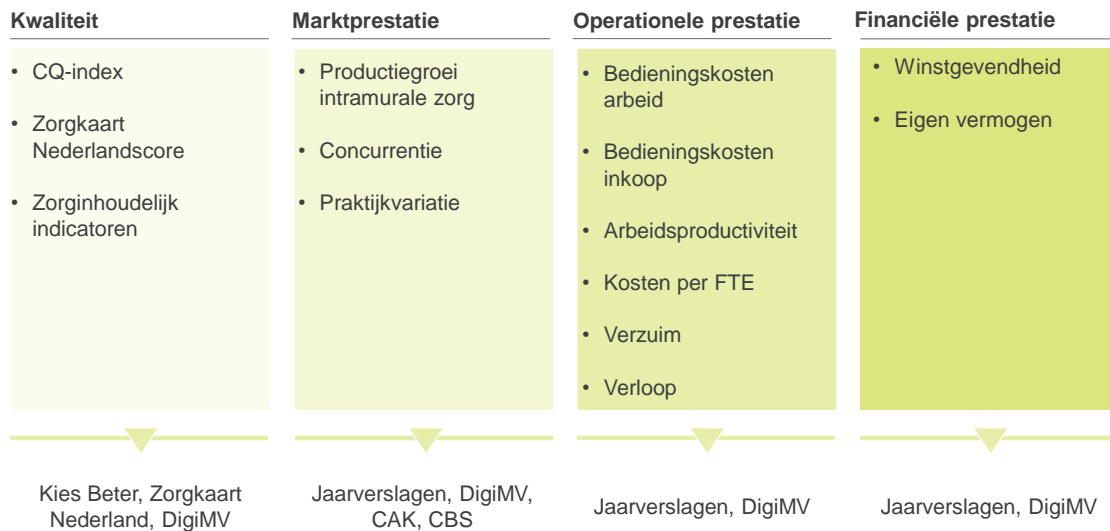 Kwaliteit
• CQ-index
• Zorgkaart
Nederlandscore
• Zorginhoudelijk
indicatoren
Kies Beter, Zorgkaart
Nederland, DigiMV
Marktprestatie
• Productiegroei
intramurale zorg
• Concurrentie
• Praktijkvariatie
Jaarverslagen, DigiMV,
CAK, CBS
Operationele prestatie
• Bedieningskosten
arbeid
• Bedieningskosten
inkoop
• Arbeidsproductiviteit
• Kosten per FTE
• Verzuim
• Verloop
Jaarverslagen, DigiMV
Financiële prestatie
• Winstgevendheid
• Eigen vermogen
Jaarverslagen, DigiMV